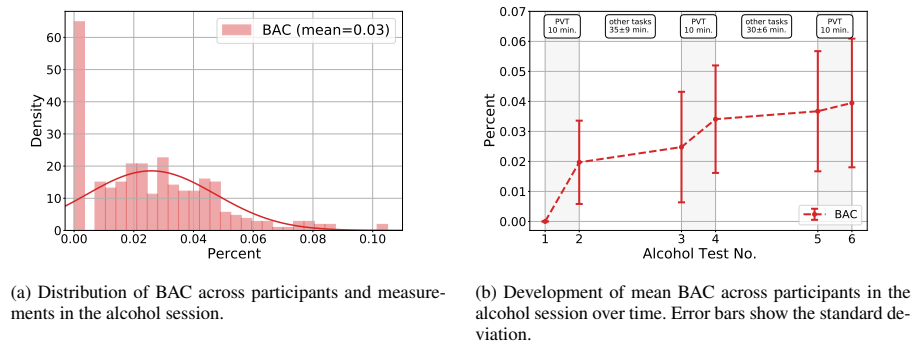 60
50
40
30
20
10
0
Density
0.00
0.02
0.04
0.06
0.08
0.10
Percent
BAC (mean=0.03)
0.07
0.06
0.05
0.04
0.03
0.02
0.01
0.00
Percent
PVT
10 min.
other tasks
35±9 min.
PVT
10 min.
other tasks
30±6 min.
PVT
10 min.
BAC
1
2
3
4
5
6
Alcohol Test No.
(a) Distribution of BAC across participants and measure-
ments in the alcohol session.
(b) Development of mean BAC across participants in the
alcohol session over time. Error bars show the standard de-
viation.